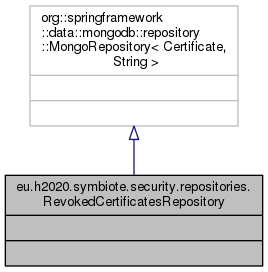 org::springframework
::data::mongodb::repository
::MongoRepository< Certificate,
String >
eu.h2020.symbiote.security.repositories.
RevokedCertificatesRepository